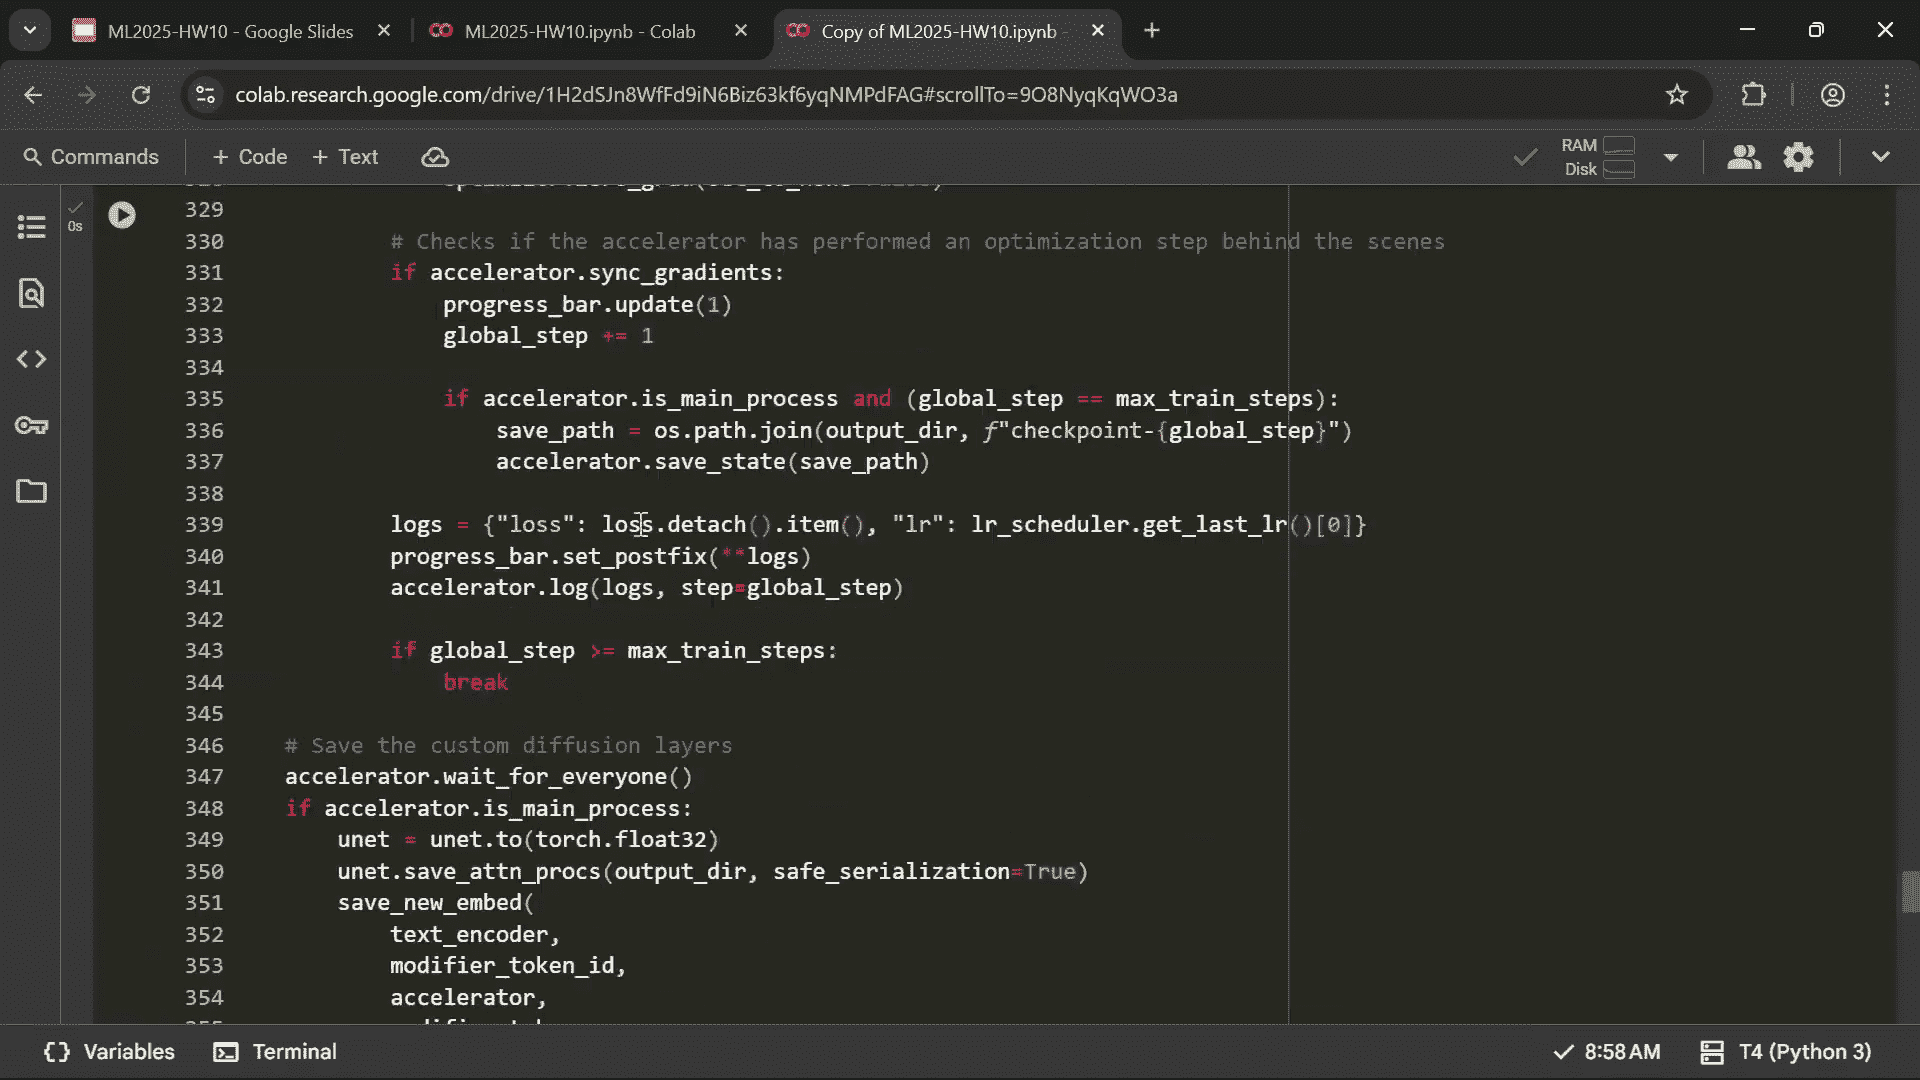 ML2025-HW10 - Google Slides
ML2025-HW10.ipynb - Colab
Copy of ML2025-HW10.ipynb
colab.research.google.com/drive/1H2dSJn8WfFd9iN6Biz63kf6yqNMPdFAG#scrollTo=9O8NyqKqWO3a
Commands
+ Code
+ Text
RAM
Disk
0s
329
330 # Checks if the accelerator has performed an optimization step behind the scenes
331 if accelerator.sync_gradients:
332 progress_bar.update(1)
333 global_step += 1
334
335 if accelerator.is_main_process and (global_step == max_train_steps):
336 save_path = os.path.join(output_dir, f"checkpoint-{global_step}")
337 accelerator.save_state(save_path)
338
339 logs = {"loss": loss.detach().item(), "lr": lr_scheduler.get_last_lr()[0]}
340 progress_bar.set_postfix(**logs)
341 accelerator.log(logs, step=global_step)
342
343 if global_step >= max_train_steps:
344 break
345
346 # Save the custom diffusion layers
347 accelerator.wait_for_everyone()
348 if accelerator.is_main_process:
349 unet = unet.to(torch.float32)
350 unet.save_attn_procs(output_dir, safe_serialization=True)
351 save_new_embed(
352 text_encoder,
353 modifier_token_id,
354 accelerator,
Variables
Terminal
8:58 AM
T4 (Python 3)